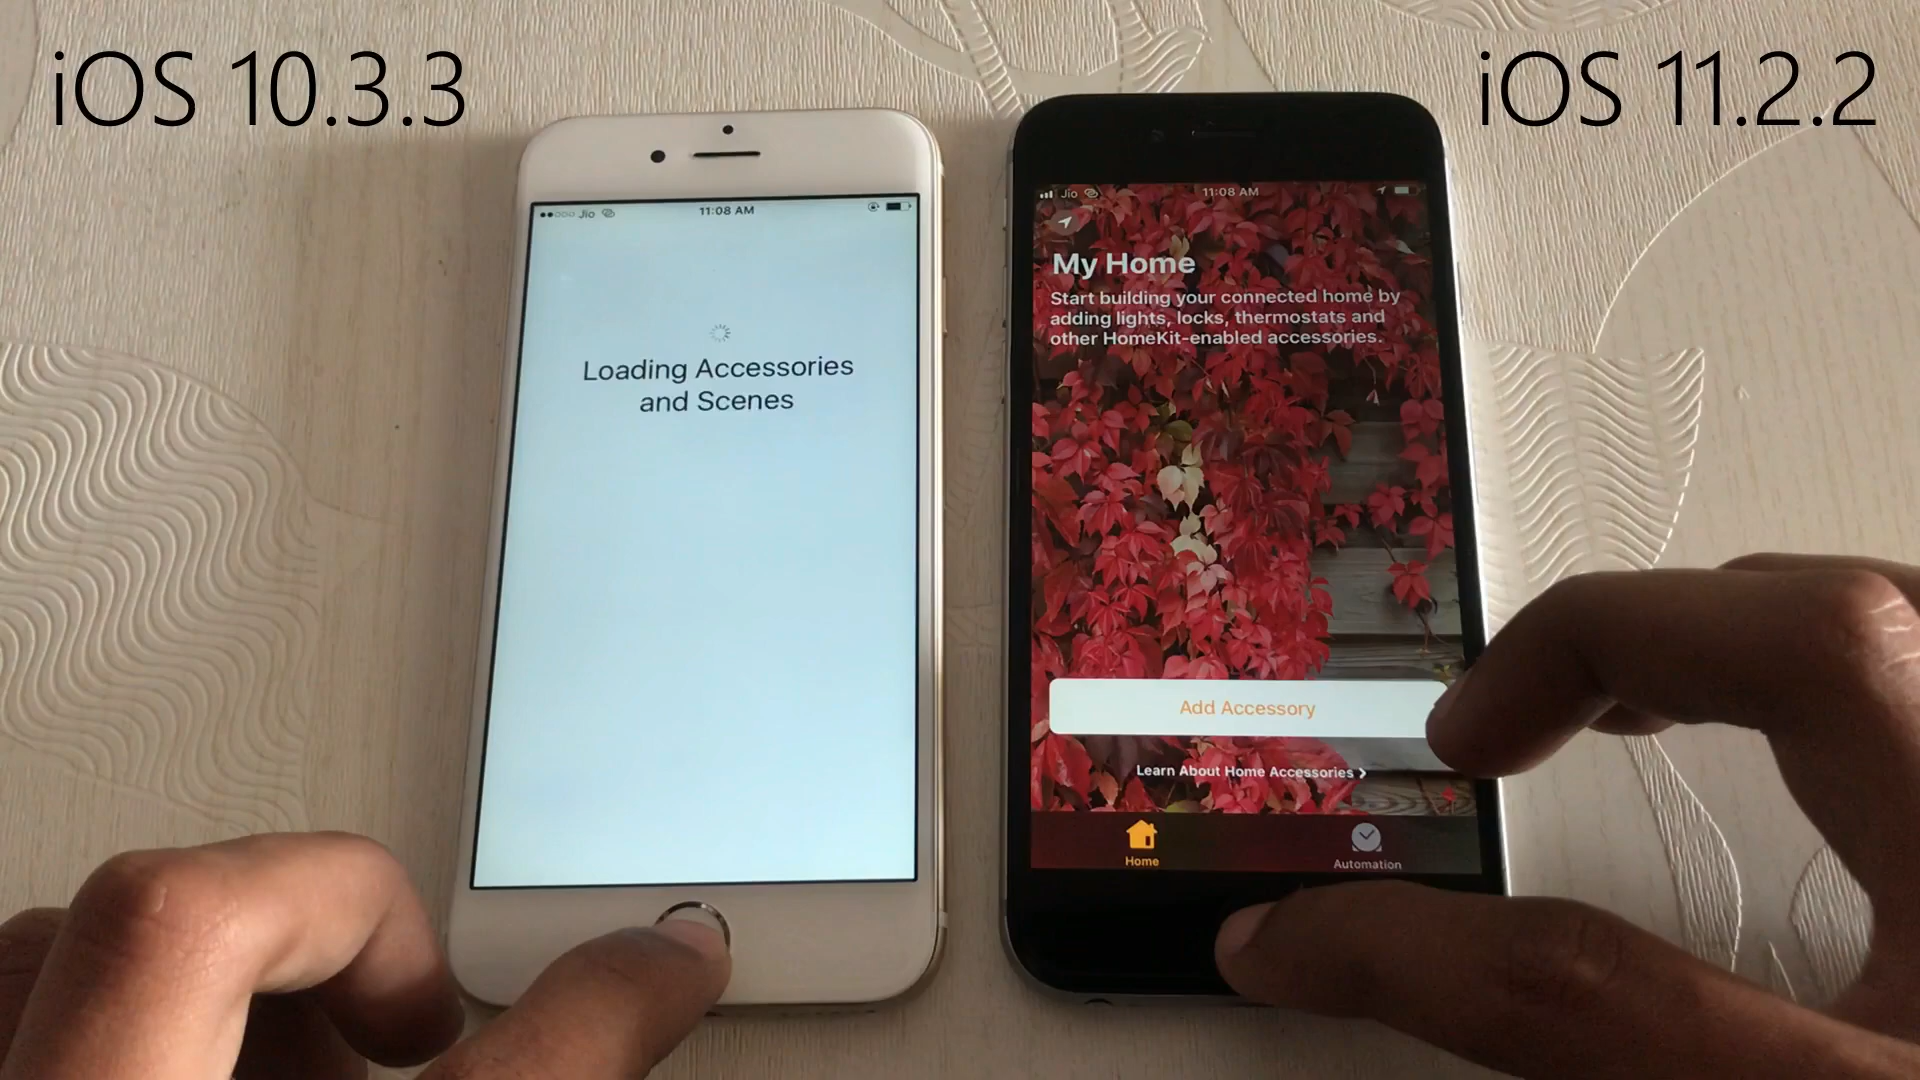 iOS 10.3.3
iOS 11.2.2
Jio
11:08 AM
Loading Accessories
and Scenes
Jio
11:08 AM
My Home
Start building your connected home by
adding lights, locks, thermostats and
other HomeKit-enabled accessories.
Add Accessory
Learn About Home Accessories >
Home
Automation